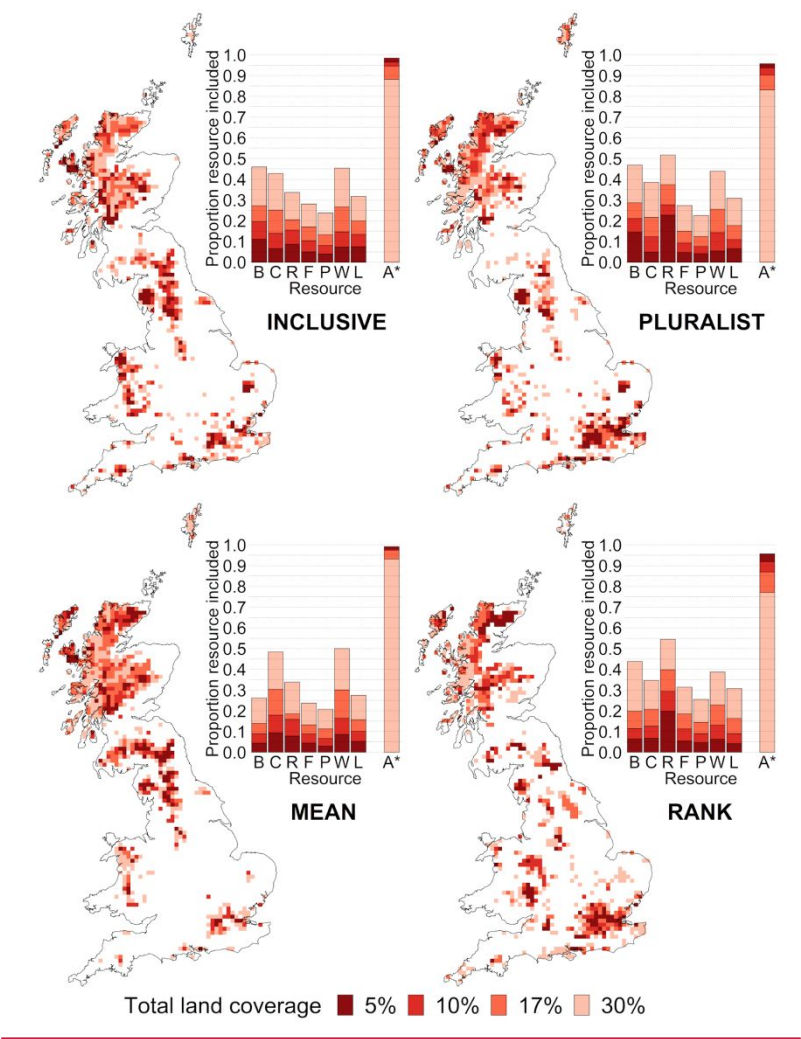 Proportion resource included
1.0
0.9
0.8
0.7
0.6
0.5
0.4
0.3
0.2
0.1
0.0
B C R F P W L A*
Resource
INCLUSIVE
Proportion resource included
1.0
0.9
0.8
0.7
0.6
0.5
0.4
0.3
0.2
0.1
0.0
B C R F P W L A*
Resource
PLURALIST
Proportion resource included
1.0
0.9
0.8
0.7
0.6
0.5
0.4
0.3
0.2
0.1
0.0
B C R F P W L A*
Resource
MEAN
Proportion resource included
1.0
0.9
0.8
0.7
0.6
0.5
0.4
0.3
0.2
0.1
0.0
B C R F P W L A*
Resource
RANK
Total land coverage 5% 10% 17% 30%